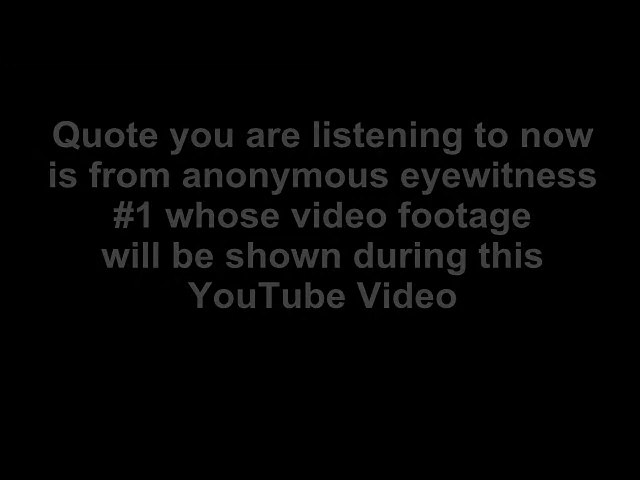 Quote you are listening to now
is from anonymous eyewitness
#1 whose video footage
will be shown during this
YouTube Video